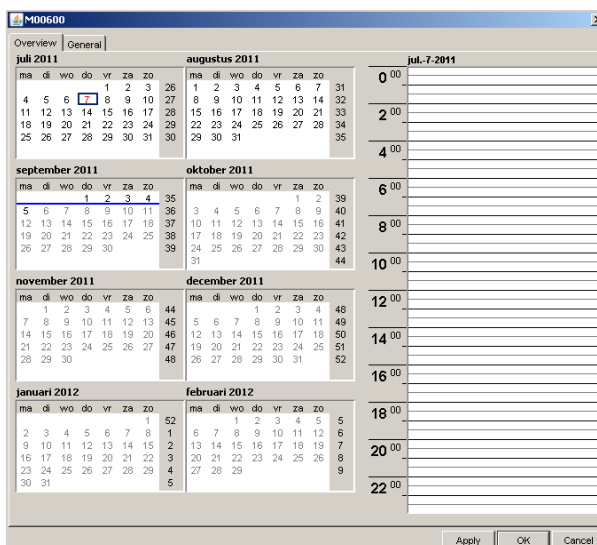 M00600
Overview General
juli 2011
ma di wo do vr za zo
1 2 3 26
4 5 6 7 8 9 10 27
11 12 13 14 15 16 17 28
18 19 20 21 22 23 24 29
25 26 27 28 29 30 31 30
augustus 2011
ma di wo do vr za zo
1 2 3 4 5 6 7 31
8 9 10 11 12 13 14 32
15 16 17 18 19 20 21 33
22 23 24 25 26 27 28 34
29 30 31 35
september 2011
ma di wo do vr za zo
1 2 3 4 35
5 6 7 8 9 10 11 36
12 13 14 15 16 17 18 37
19 20 21 22 23 24 25 38
26 27 28 29 30 39
oktober 2011
ma di wo do vr za zo
1 2 39
3 4 5 6 7 8 9 40
10 11 12 13 14 15 16 41
17 18 19 20 21 22 23 42
24 25 26 27 28 29 30 43
31 44
november 2011
ma di wo do vr za zo
1 2 3 4 5 6 44
7 8 9 10 11 12 13 45
14 15 16 17 18 19 20 46
21 22 23 24 25 26 27 47
28 29 30 48
december 2011
ma di wo do vr za zo
1 2 3 4 48
5 6 7 8 9 10 11 49
12 13 14 15 16 17 18 50
19 20 21 22 23 24 25 51
26 27 28 29 30 31 52
januari 2012
ma di wo do vr za zo
1 52
2 3 4 5 6 7 8 1
9 10 11 12 13 14 15 2
16 17 18 19 20 21 22 3
23 24 25 26 27 28 29 4
30 31 5
februari 2012
ma di wo do vr za zo
1 2 3 4 5 5
6 7 8 9 10 11 12 6
13 14 15 16 17 18 19 7
20 21 22 23 24 25 26 8
27 28 29 9
jul.-7-2011
0 00
2 00
4 00
6 00
8 00
10 00
12 00
14 00
16 00
18 00
20 00
22 00
Apply OK Cancel